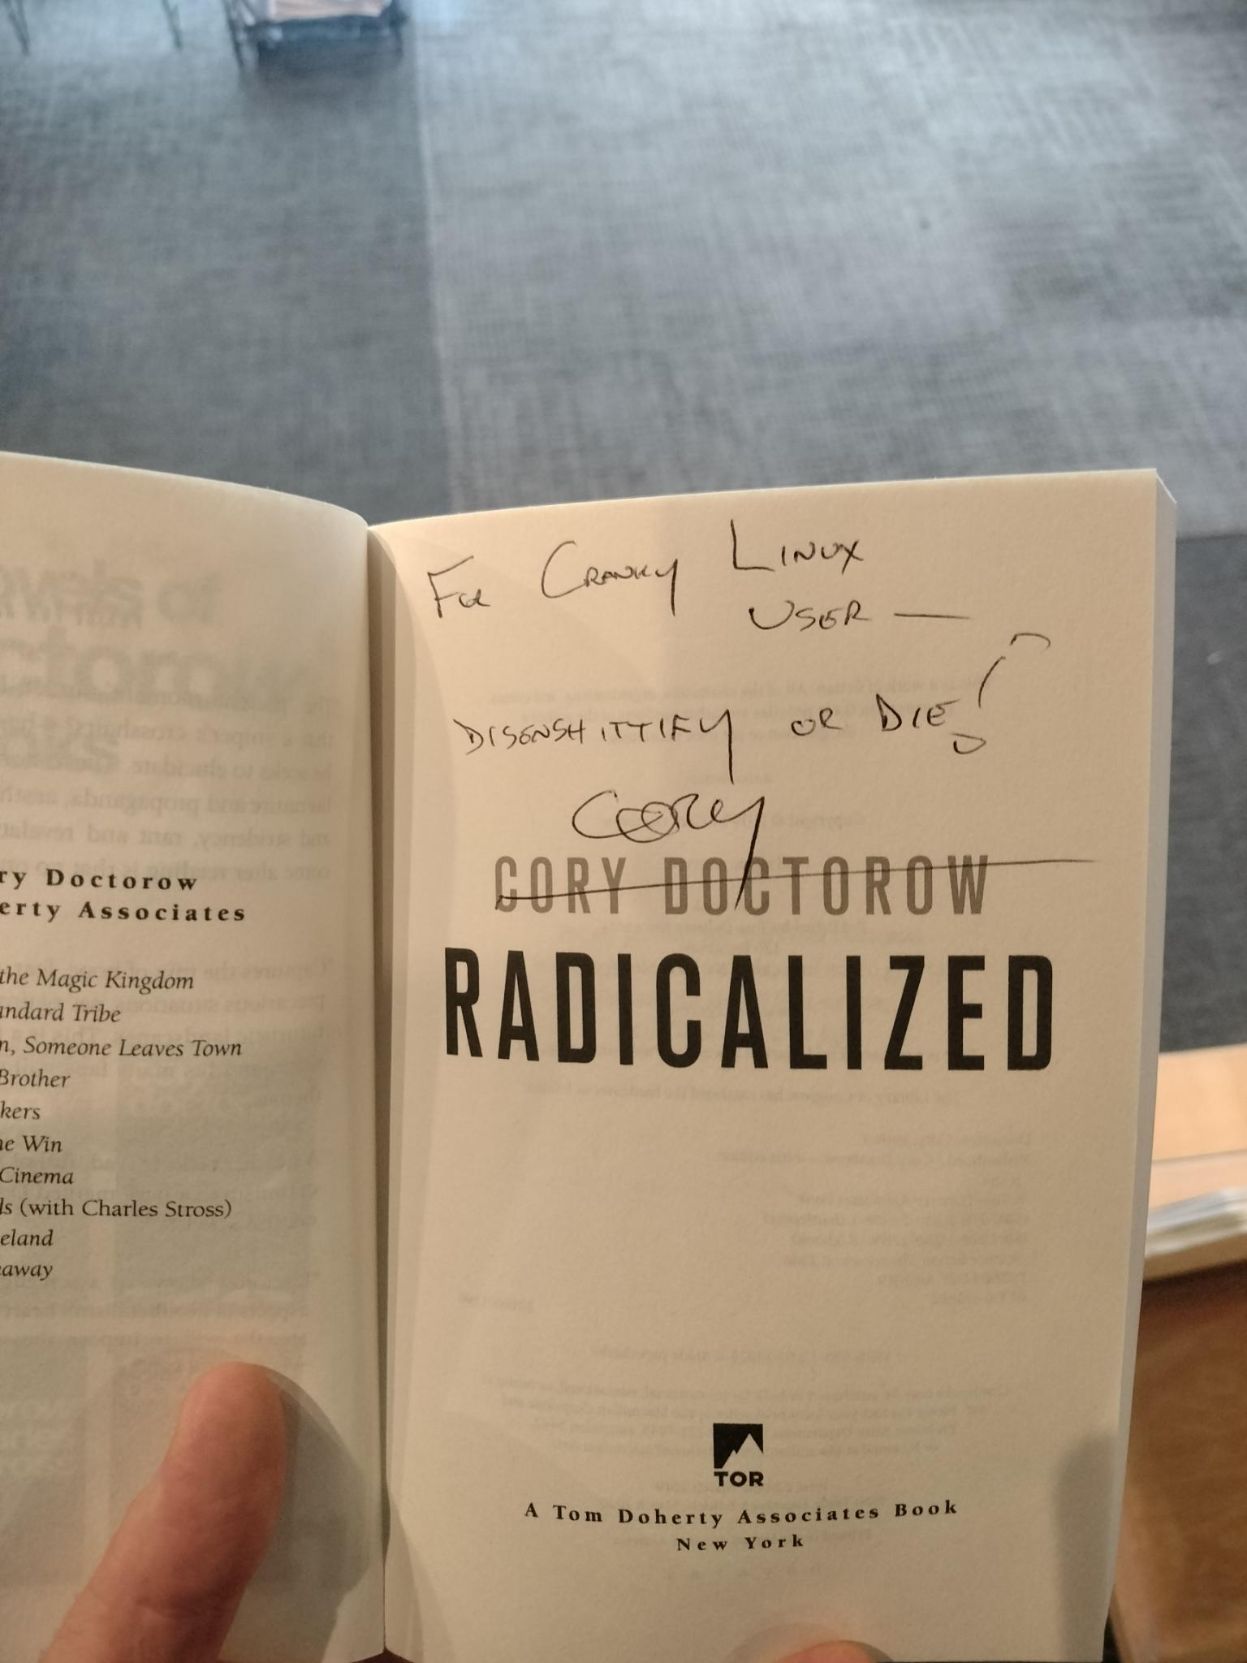 ry Doctorow
erty Associates
the Magic Kingdom
andard Tribe
n, Someone Leaves Town
Brother
kers
he Win
Cinema
ds (with Charles Stross)
eland
away
For Cranky Linux
User —
Disenshittify or Die!
Cory
CORY DOCTOROW
RADICALIZED
TOR
A Tom Doherty Associates Book
New York